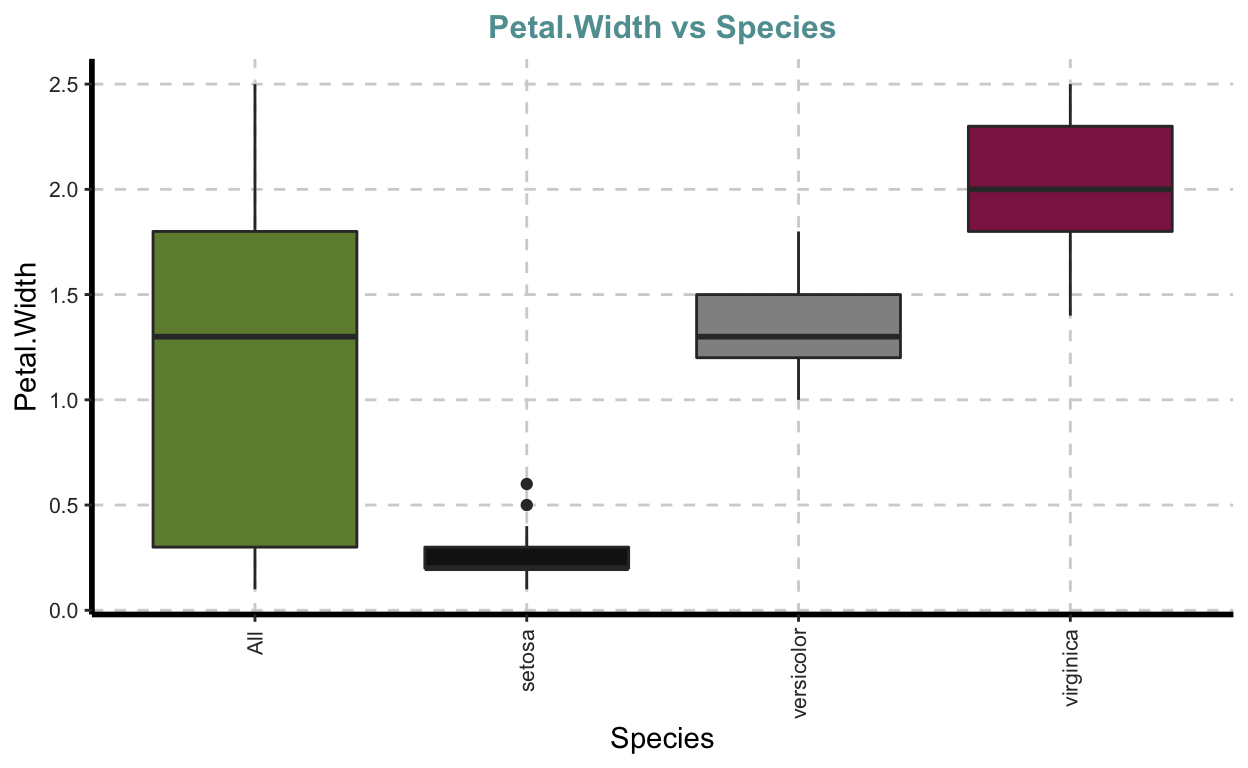 Petal.Width vs Species
Petal.Width
2.5
2.0
1.5
1.0
0.5
0.0
All
setosa
versicolor
virginica
Species